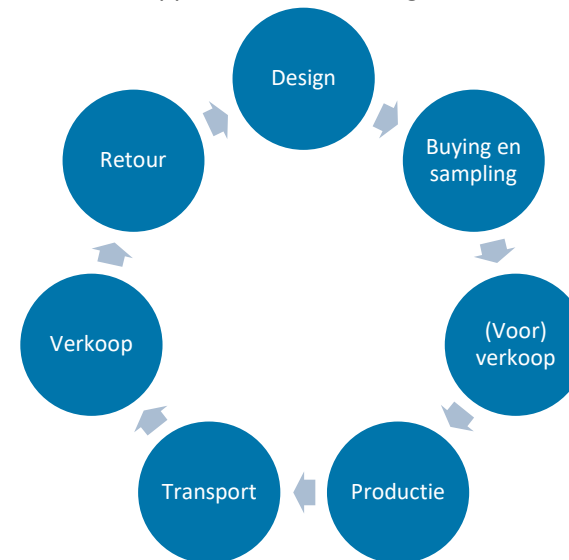 Design
Buying en
sampling
(Voor)
verkoop
Productie
Transport
Verkoop
Retour